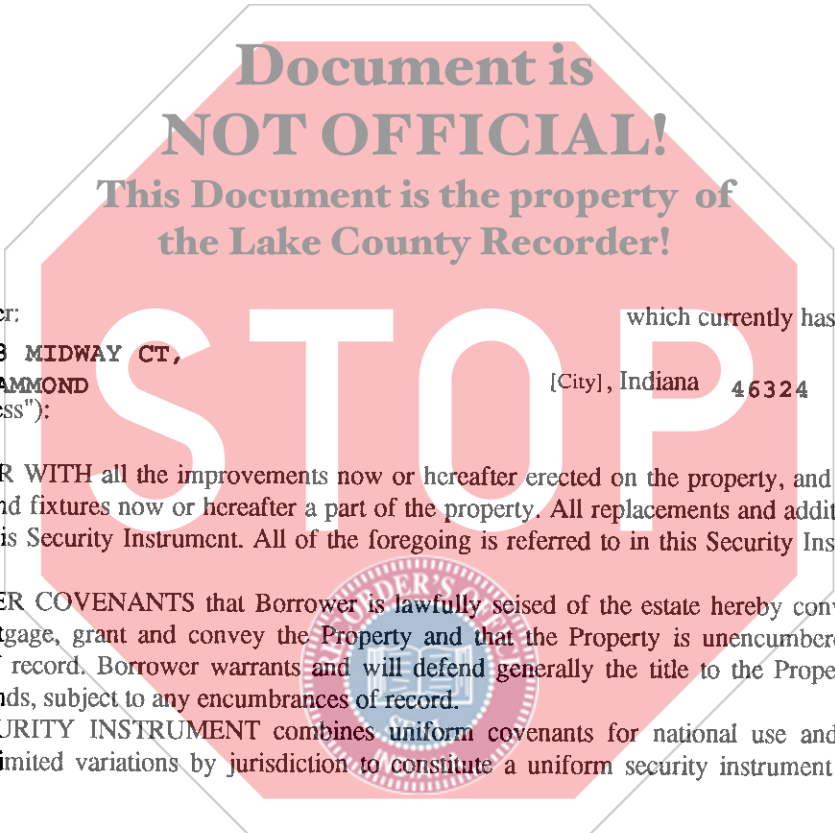 Document is
NOT OFFICIAL!
This Document is the property of
the Lake County Recorder!
STOP
er: which currently has
MIDWAY CT,
AMMOND [City], Indiana 46324
ess"):
R WITH all the improvements now or hereafter erected on the property, and
nd fixtures now or hereafter a part of the property. All replacements and addit
is Security Instrument. All of the foregoing is referred to in this Security Ins
ER COVENANTS that Borrower is lawfully seised of the estate hereby conv
tgage, grant and convey the Property and that the Property is unencumbere
record. Borrower warrants and will defend generally the title to the Prope
nds, subject to any encumbrances of record.
URITY INSTRUMENT combines uniform covenants for national use and
imited variations by jurisdiction to constitute a uniform security instrument
RECORDER'S
SEAL